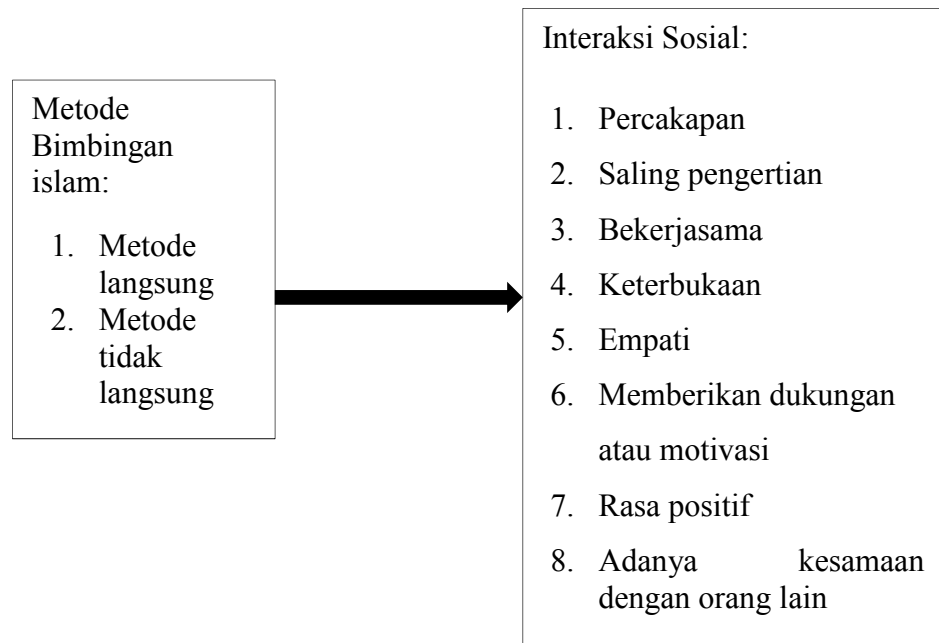 Metode
Bimbingan
islam:
1. Metode
langsung
2. Metode
tidak
langsung
Interaksi Sosial:
1. Percakapan
2. Saling pengertian
3. Bekerjasama
4. Keterbukaan
5. Empati
6. Memberikan dukungan
atau motivasi
7. Rasa positif
8. Adanya kesamaan
dengan orang lain